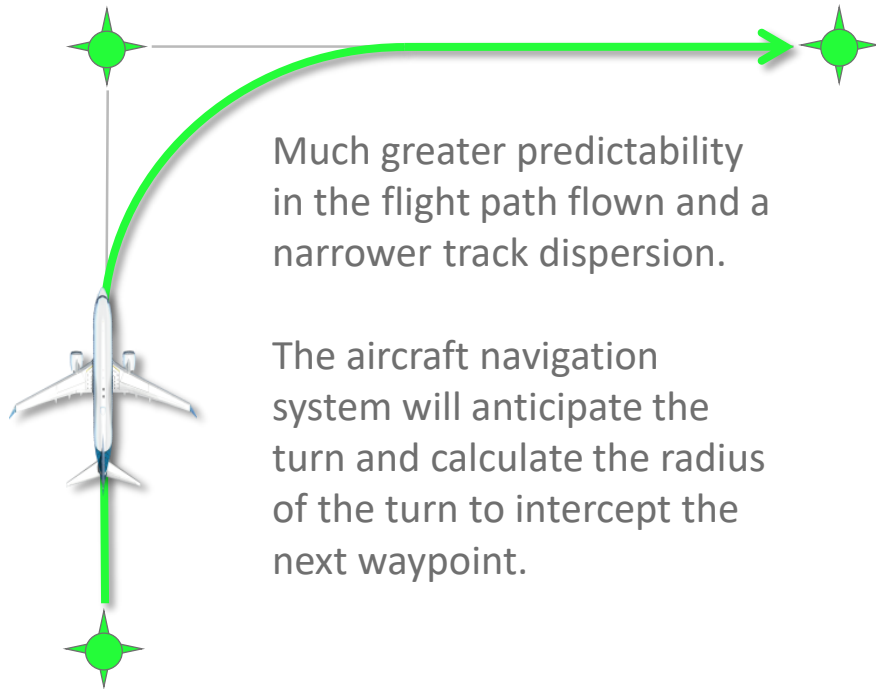 Much greater predictability
in the flight path flown and a
narrower track dispersion.
The aircraft navigation
system will anticipate the
turn and calculate the radius
of the turn to intercept the
next waypoint.